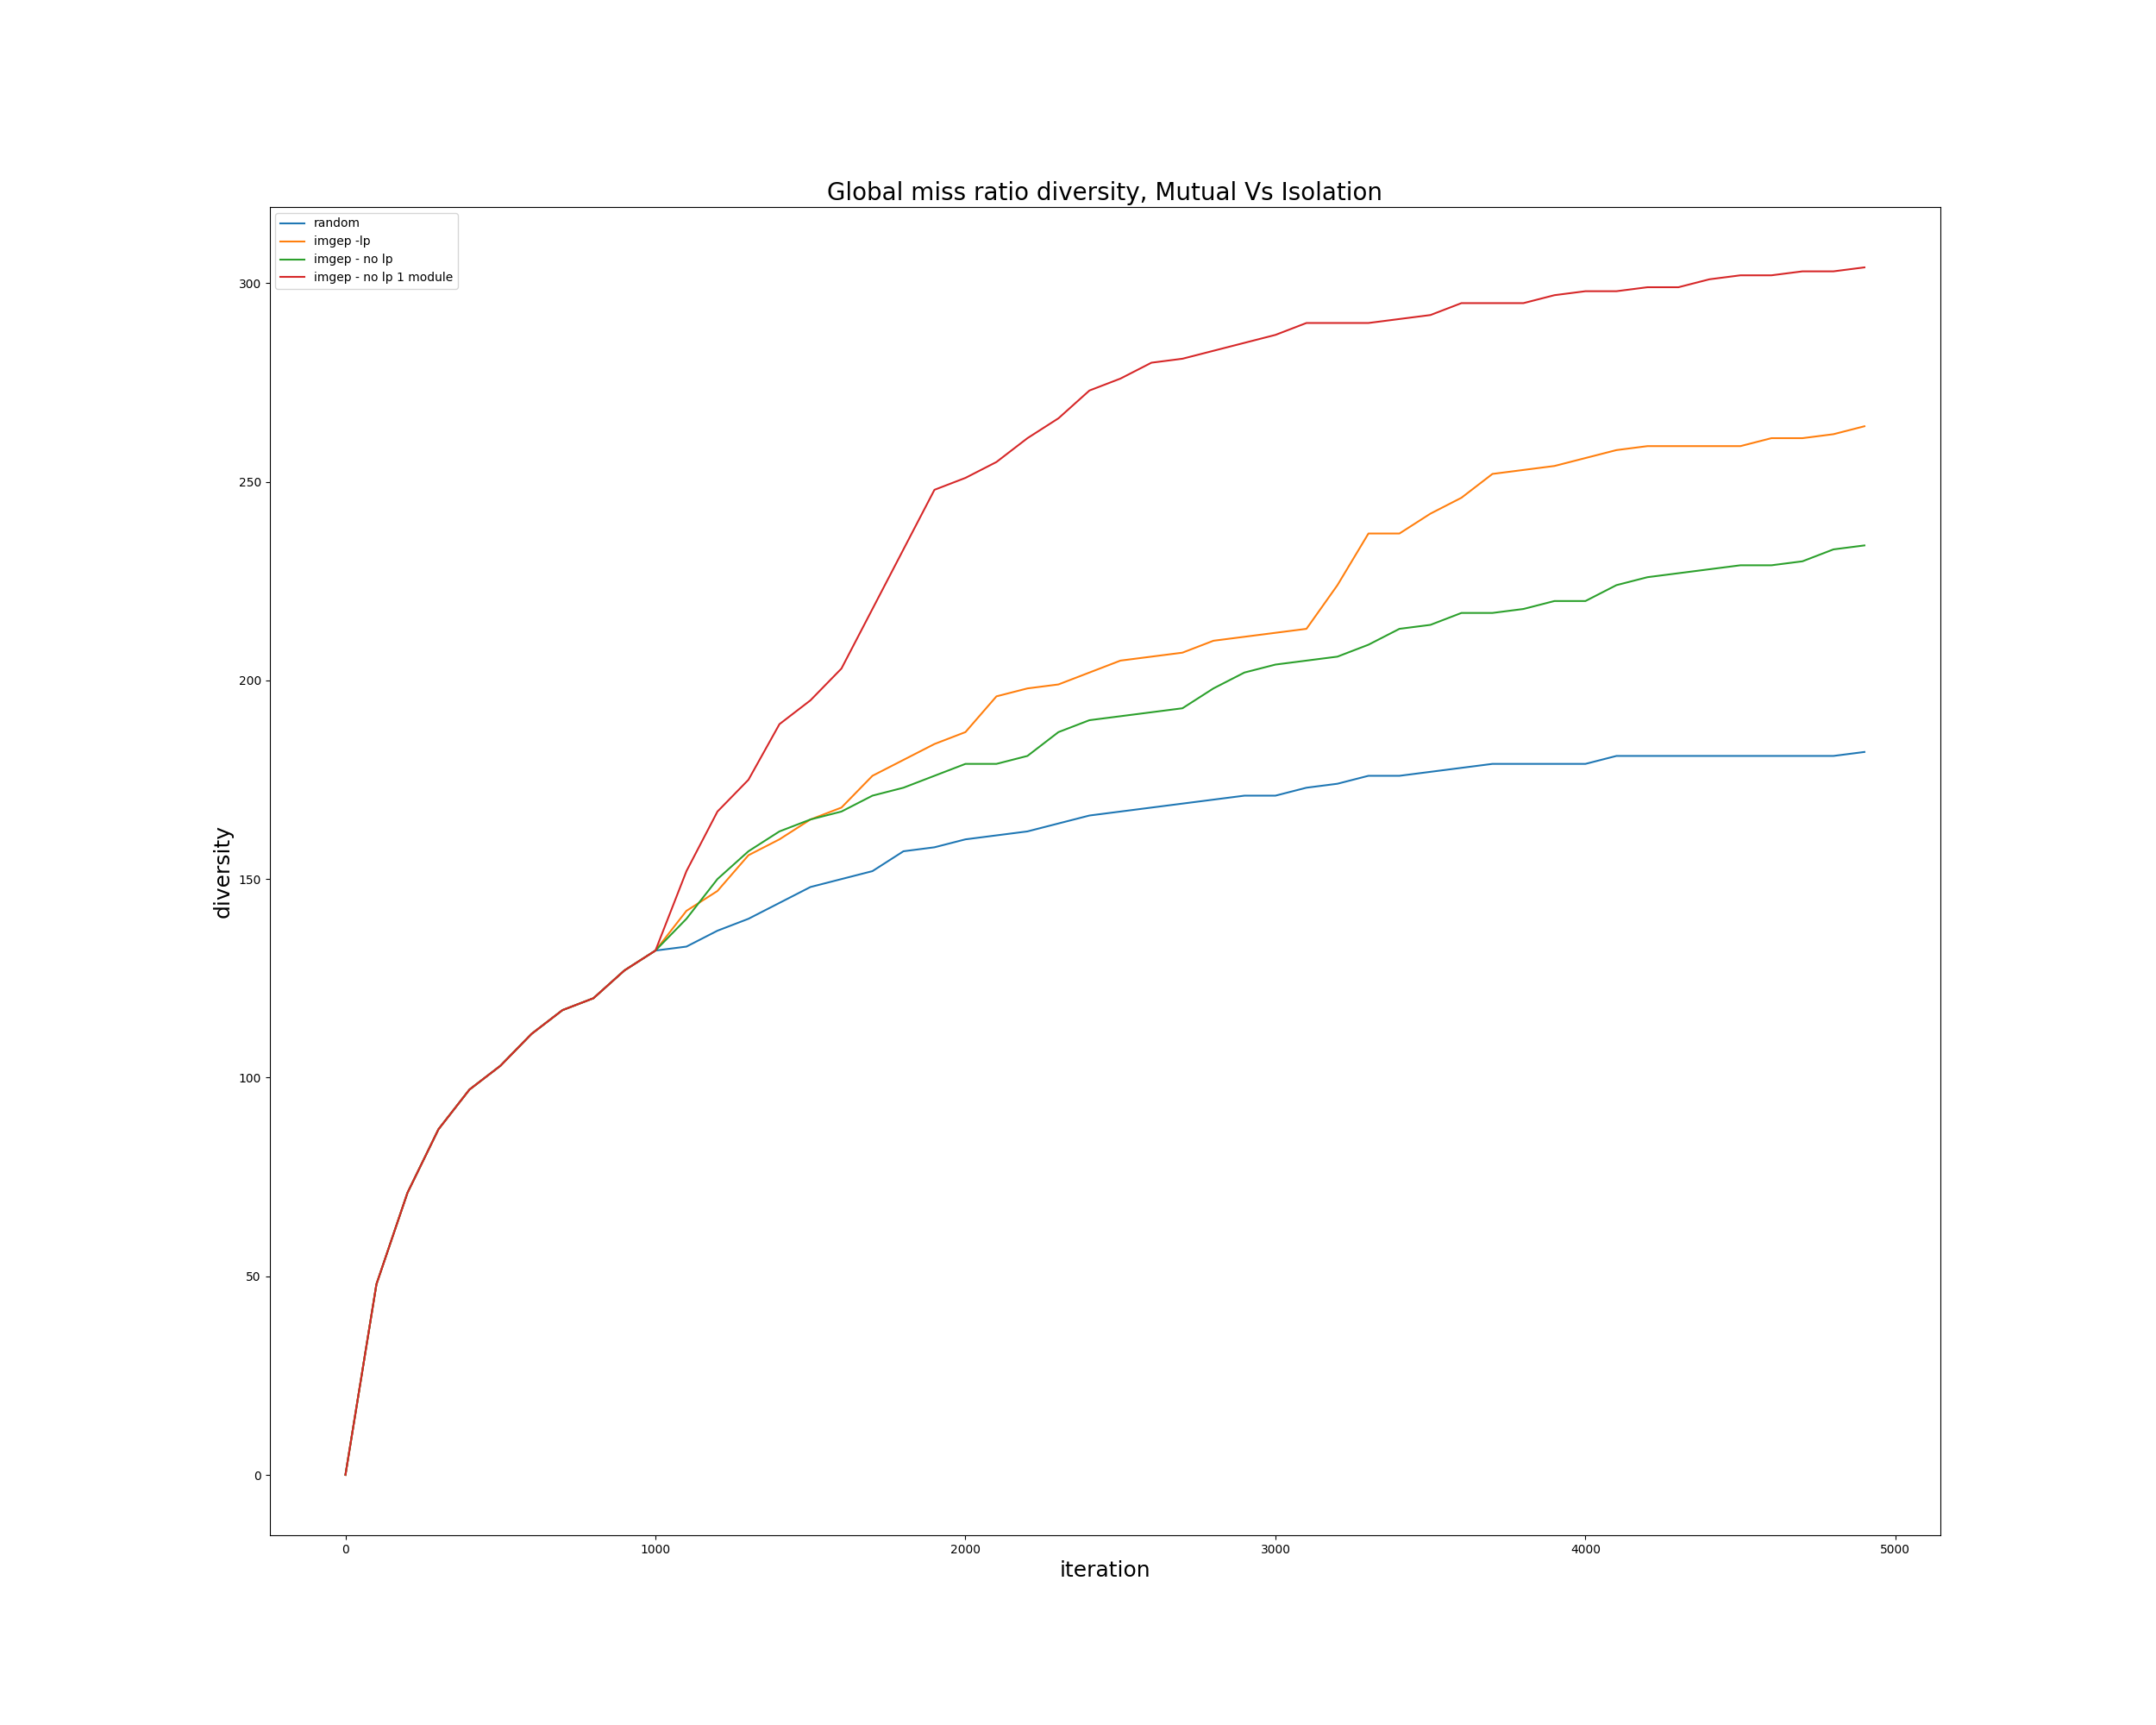 Global miss ratio diversity, Mutual Vs Isolation
random
imgep -lp
imgep - no lp
imgep - no lp 1 module
300
250
200
150
100
50
0
diversity
0 1000 2000 3000 4000 5000
iteration